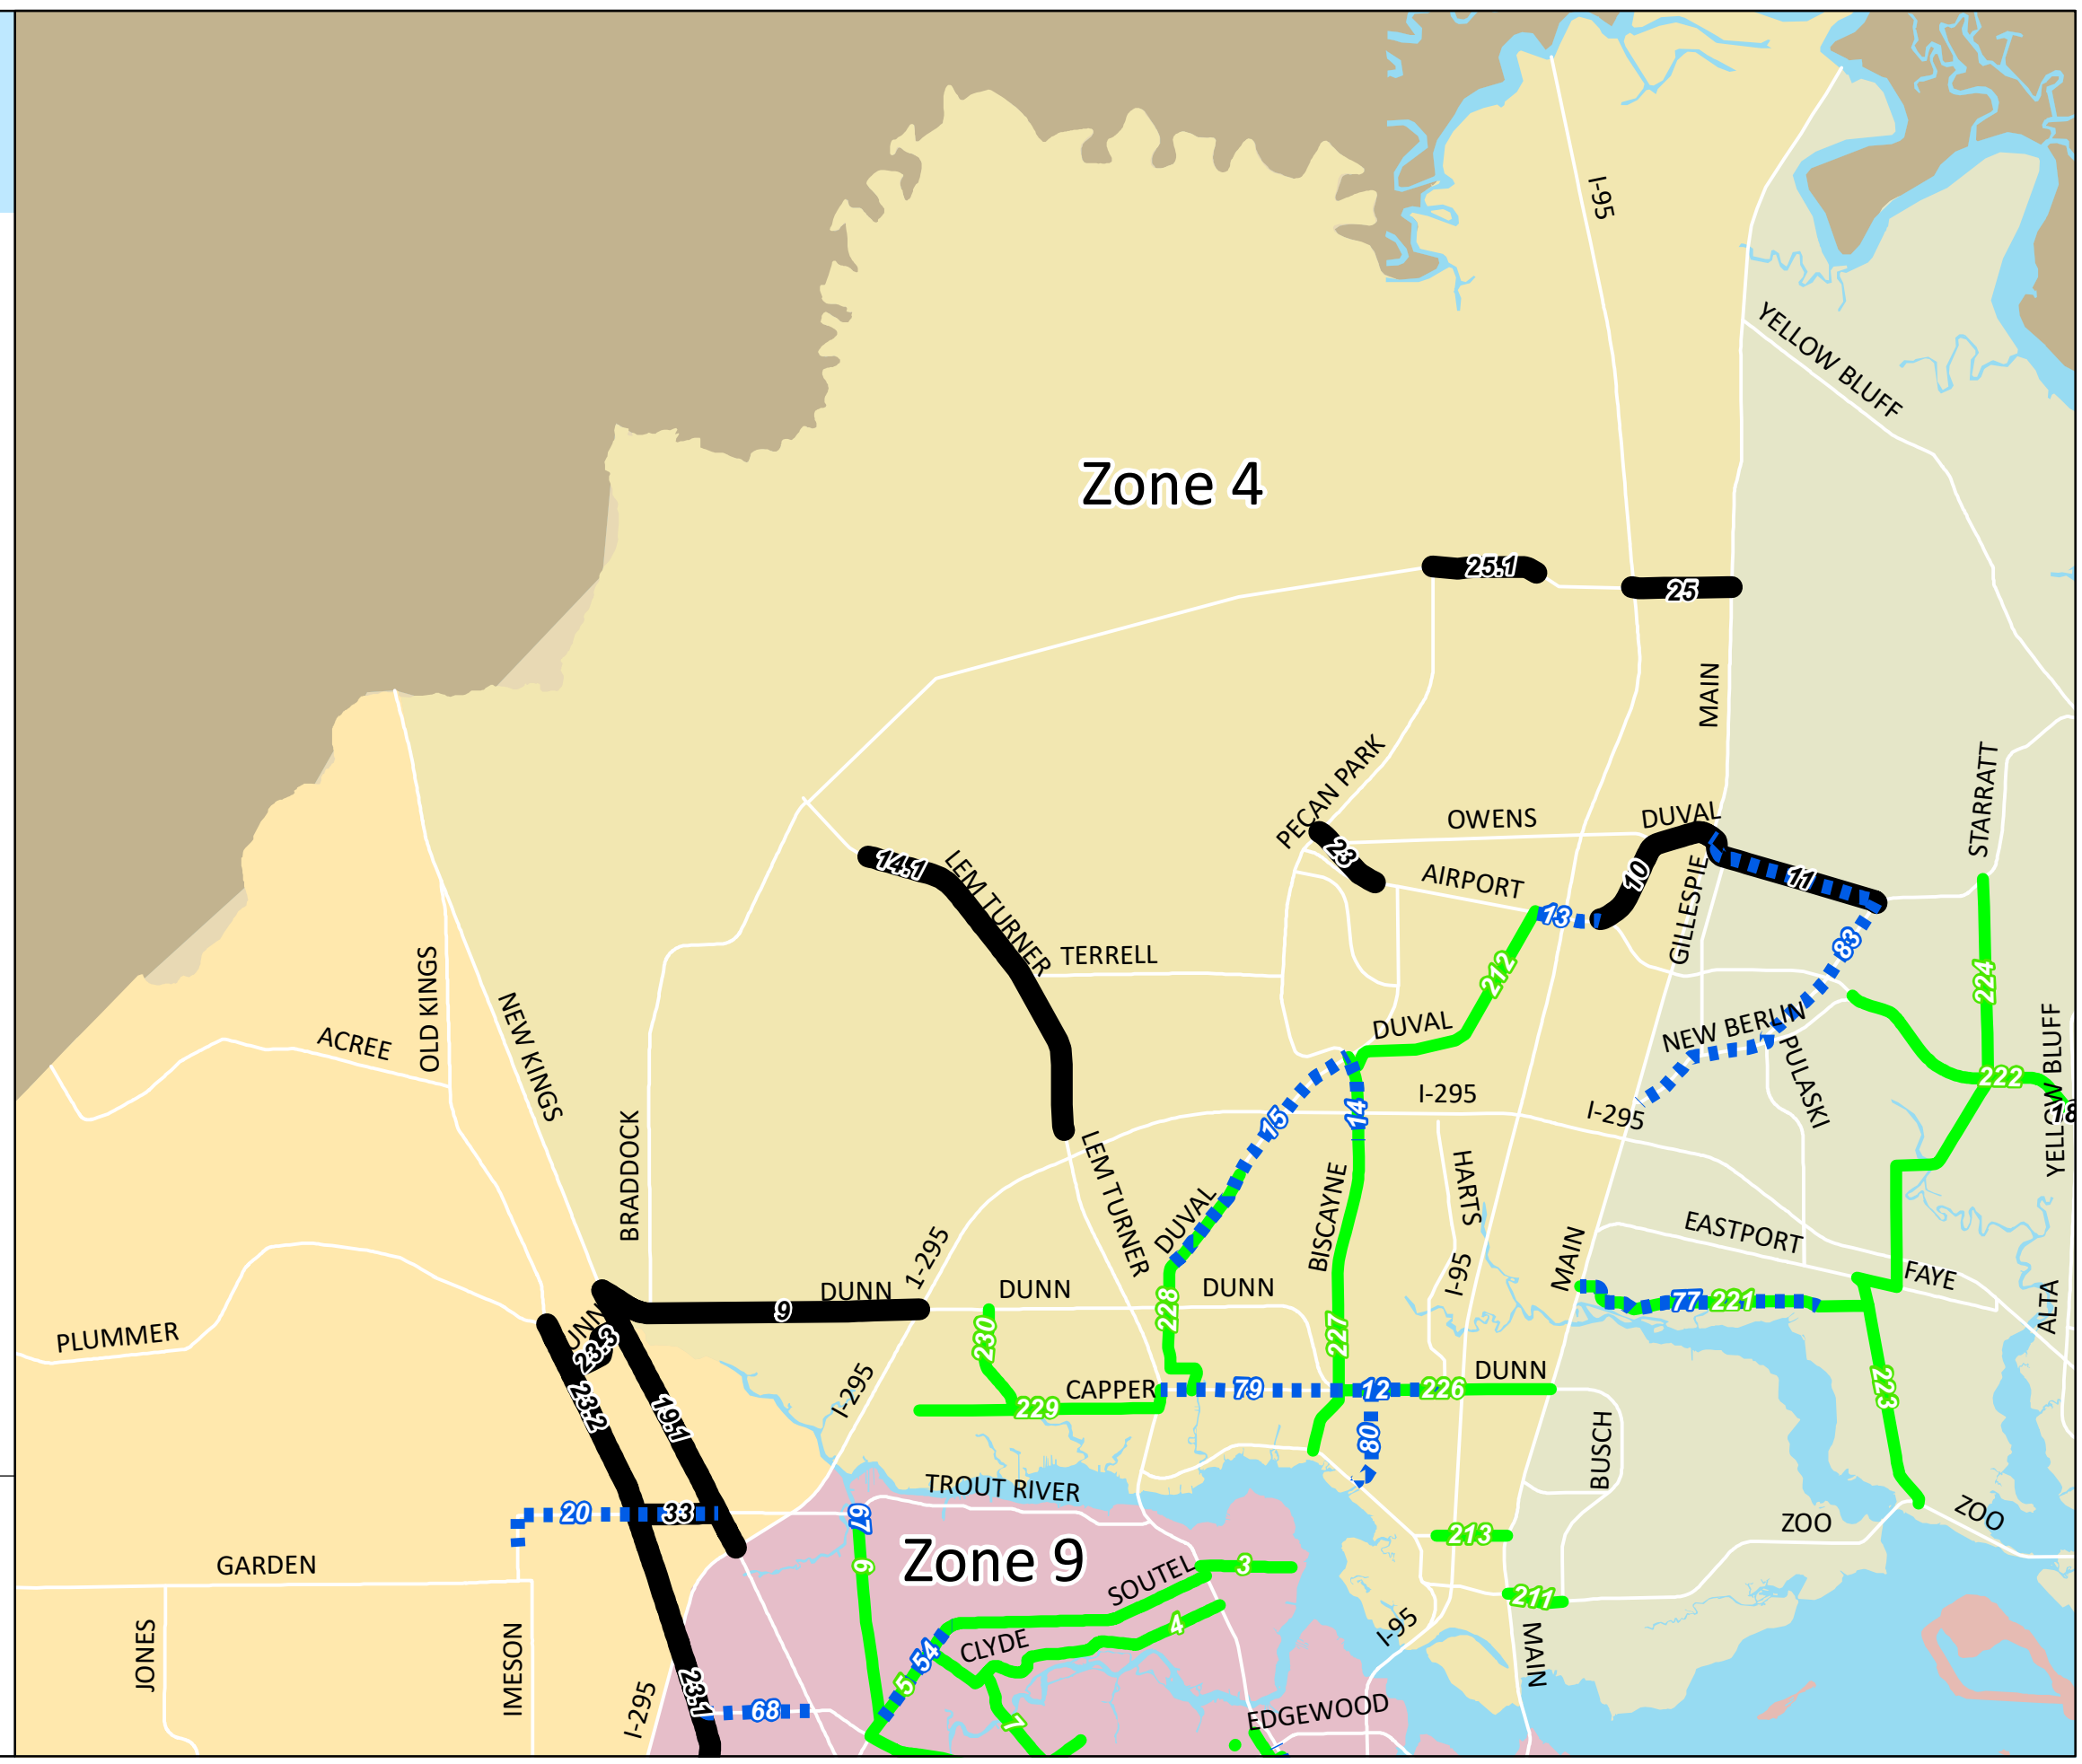 I-95
YELLOW BLUFF
Zone 4
25.1
25
MAIN
STARRATT
PECAN PARK
OWENS
DUVAL
23
14.1
LEM TURNER
AIRPORT
10
11
13
GILLESPIE
83
TERRELL
212
224
OLD KINGS
NEW KINGS
ACREE
DUVAL
NEW BERLIN
PULASKI
222
YELLOW BLUFF
18
I-295
I-295
15
14
BRADDOCK
LEM TURNER
HARTS
BISCAYNE
DUVAL
EASTPORT
FAYE
1-295
I-95
MAIN
DUNN
DUNN
DUNN
9
77
221
ALTA
228
227
230
PLUMMER
UNN
23.3
23.2
19.1
I-295
CAPPER
79
12
226
DUNN
223
229
80
BUSCH
TROUT RIVER
20
33
67
ZOO
ZOO
213
Zone 9
GARDEN
9
SOUTEL
3
211
JONES
IMESON
I-295
23.1
68
54
5
CLYDE
4
7
I-95
MAIN
EDGEWOOD